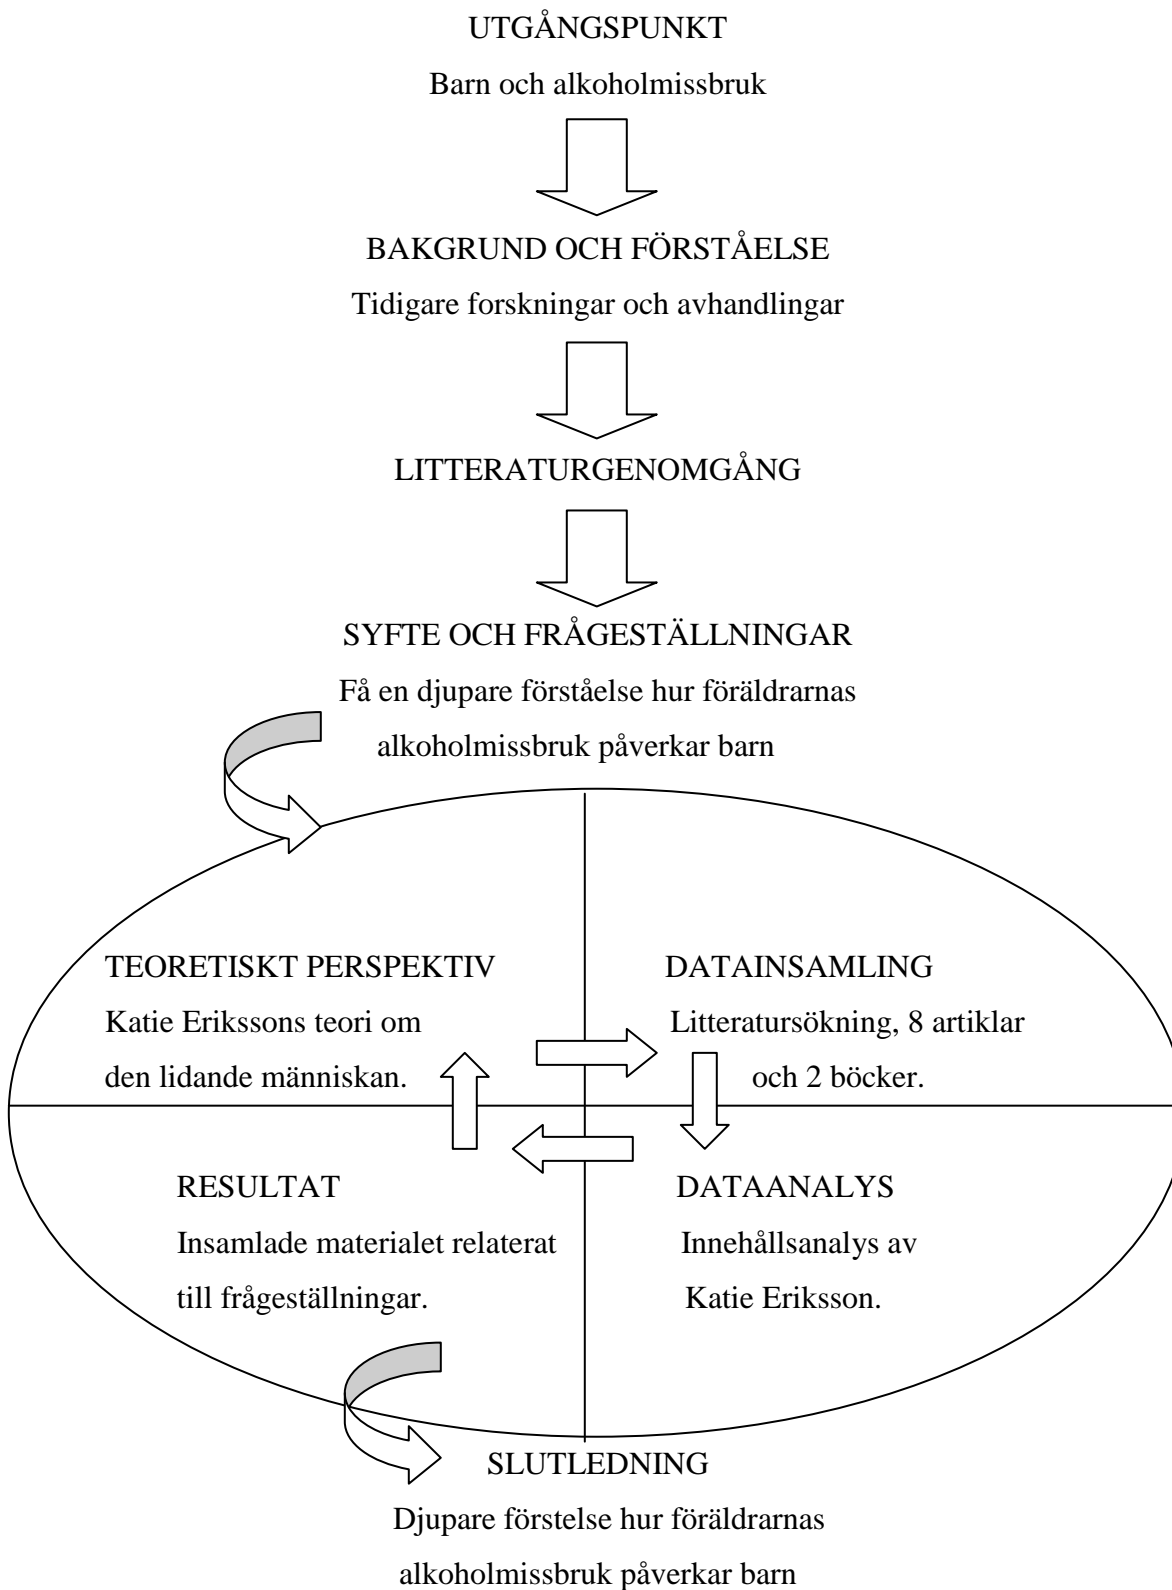 UTGÅNGSPUNKT
Barn och alkoholmissbruk
BAKGRUND OCH FÖRSTÅELSE
Tidigare forskningar och avhandlingar
LITTERATURGENOMGÅNG
SYFTE OCH FRÅGESTÄLLNINGAR
Få en djupare förståelse hur föräldrarnas
alkoholmissbruk påverkar barn
TEORETISKT PERSPEKTIV
Katie Erikssons teori om
den lidande människan.
DATAINSAMLING
Litteratursökning, 8 artiklar
och 2 böcker.
RESULTAT
Insamlade materialet relaterat
till frågeställningar.
DATAANALYS
Innehållsanalys av
Katie Eriksson.
SLUTLEDNING
Djupare förstelse hur föräldrarnas
alkoholmissbruk påverkar barn